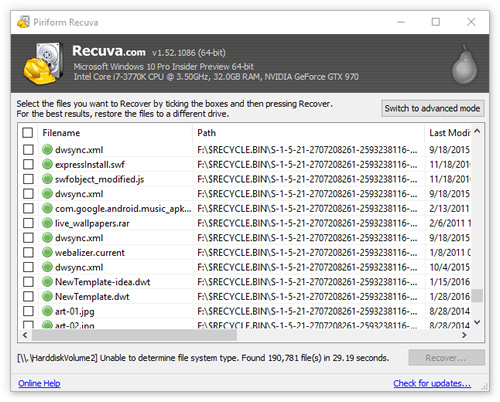 Piriform Recuva
Recuva.com v1.52.1086 (64-bit)
Microsoft Windows 10 Pro Insider Preview 64-bit
Intel Core i7-3770K CPU @ 3.50GHz, 32.0GB RAM, NVIDIA GeForce GTX 970
Select the files you want to Recover by ticking the boxes and then pressing Recover.
For the best results, restore the files to a different drive.
Switch to advanced mode
Filename Path Last Modif
dwsync.xml F:\$RECYCLE.BIN\S-1-5-21-2707208261-2593238116-... 9/18/2015
expressInstall.swf F:\$RECYCLE.BIN\S-1-5-21-2707208261-2593238116-... 11/18/2010
swfobject_modified.js F:\$RECYCLE.BIN\S-1-5-21-2707208261-2593238116-... 11/18/2010
dwsync.xml F:\$RECYCLE.BIN\S-1-5-21-2707208261-2593238116-... 9/18/2015
com.google.android.music_apk... F:\$RECYCLE.BIN\S-1-5-21-2707208261-2593238116-... 2/13/2011
live_wallpapers.rar F:\$RECYCLE.BIN\S-1-5-21-2707208261-2593238116-... 2/6/2011
dwsync.xml F:\$RECYCLE.BIN\S-1-5-21-2707208261-2593238116-... 9/18/2015
webalizer.current F:\$RECYCLE.BIN\S-1-5-21-2707208261-2593238116-... 1/8/2011
dwsync.xml F:\$RECYCLE.BIN\S-1-5-21-2707208261-2593238116-... 10/4/2015
NewTemplate-idea.dwt F:\$RECYCLE.BIN\S-1-5-21-2707208261-2593238116-... 1/15/2016
NewTemplate.dwt F:\$RECYCLE.BIN\S-1-5-21-2707208261-2593238116-... 1/28/2016
art-01.jpg F:\$RECYCLE.BIN\S-1-5-21-2707208261-2593238116-... 8/28/2014
art-02.jpg F:\$RECYCLE.BIN\S-1-5-21-2707208261-2593238116-... 8/28/2014
[\\.\HarddiskVolume2] Unable to determine file system type. Found 190,781 file(s) in 29.19 seconds.
Recover...
Online Help
Check for updates...